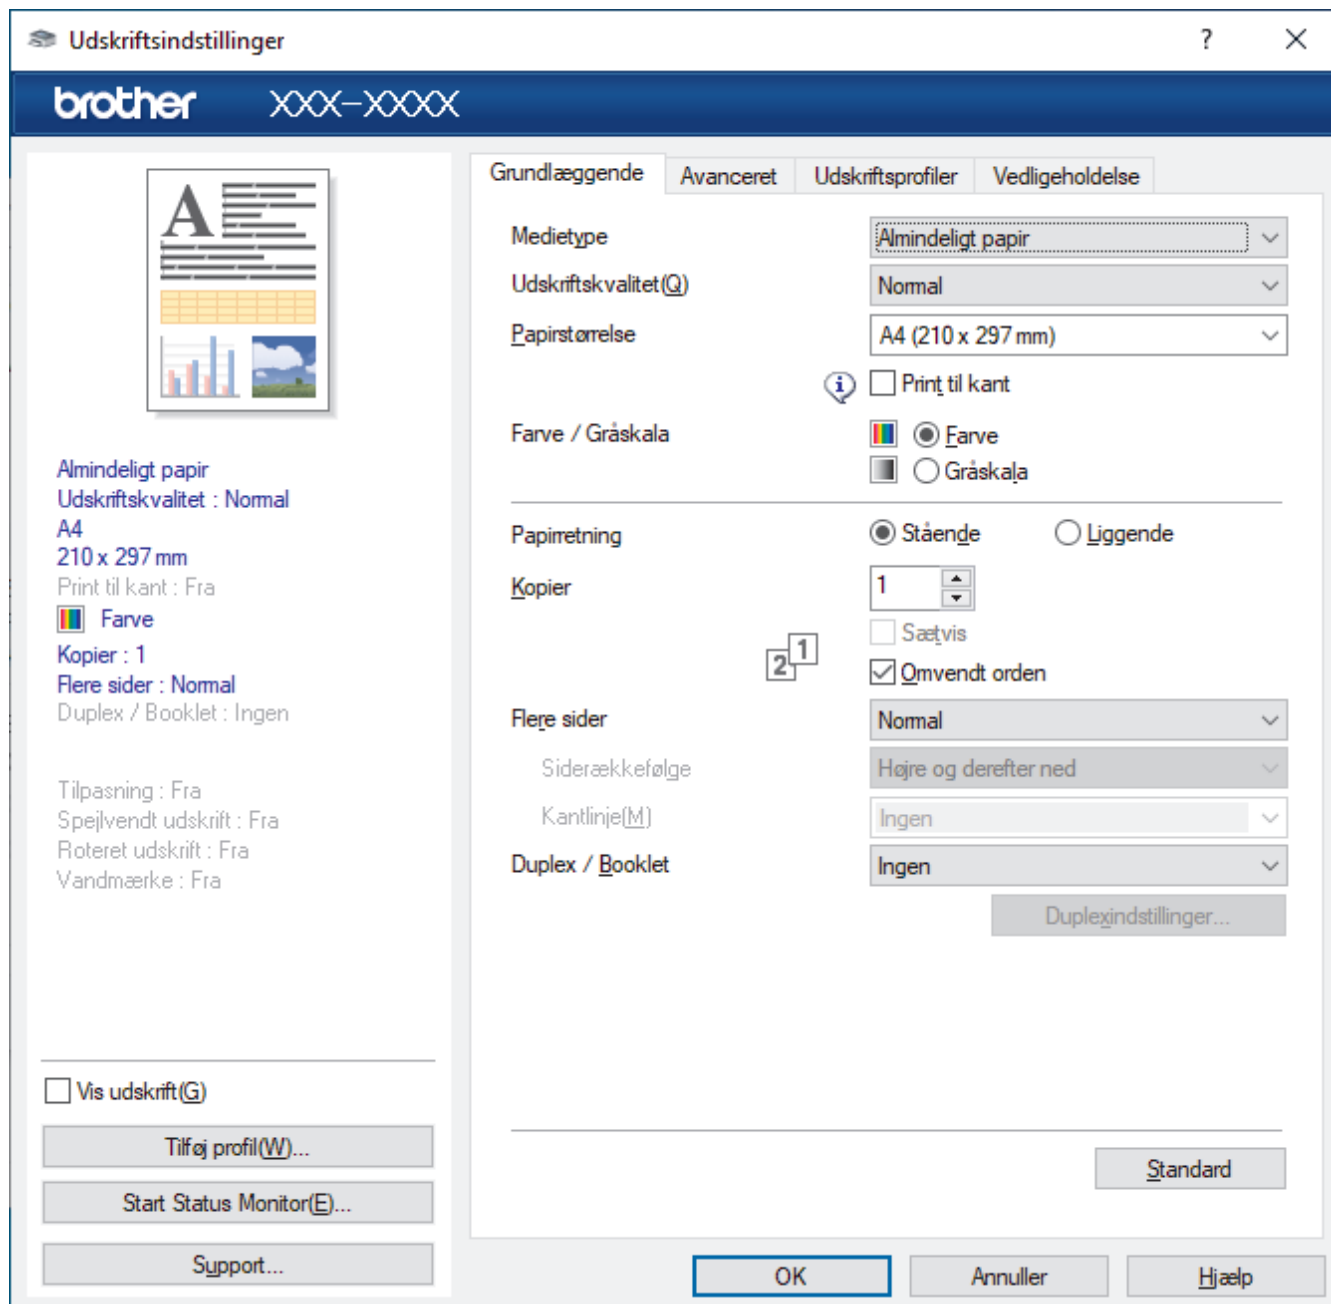 Udskriftsindstillinger ? 
brother XXX-XXXX
A
Almindeligt papir
Udskriftskvalitet : Normal
A4
210 x 297 mm
Print til kant : Fra
Farve
Kopier : 1
Flere sider : Normal
Duplex / Booklet : Ingen
Tilpasning : Fra
Spejlvendt udskrift : Fra
Roteret udskrift : Fra
Vandmærke : Fra
Vis udskrift(G)
Tilføj profil(W)...
Start Status Monitor(E)...
Support...
Grundlæggende Avanceret Udskriftsprofiler Vedligeholdelse
Medietype Almindeligt papir
Udskriftskvalitet(Q) Normal
Papirstørrelse A4 (210 x 297 mm)
i Print til kant
Farve / Gråskala Farve
Gråskala
Papirretning Stående Liggende
Kopier 1
Sætvis
2 1
Omvendt orden
Flere sider Normal
Siderækkefølge Højre og derefter ned
Kantlinje(M) Ingen
Duplex / Booklet Ingen
Duplexindstillinger...
Standard
OK Annuller Hjælp